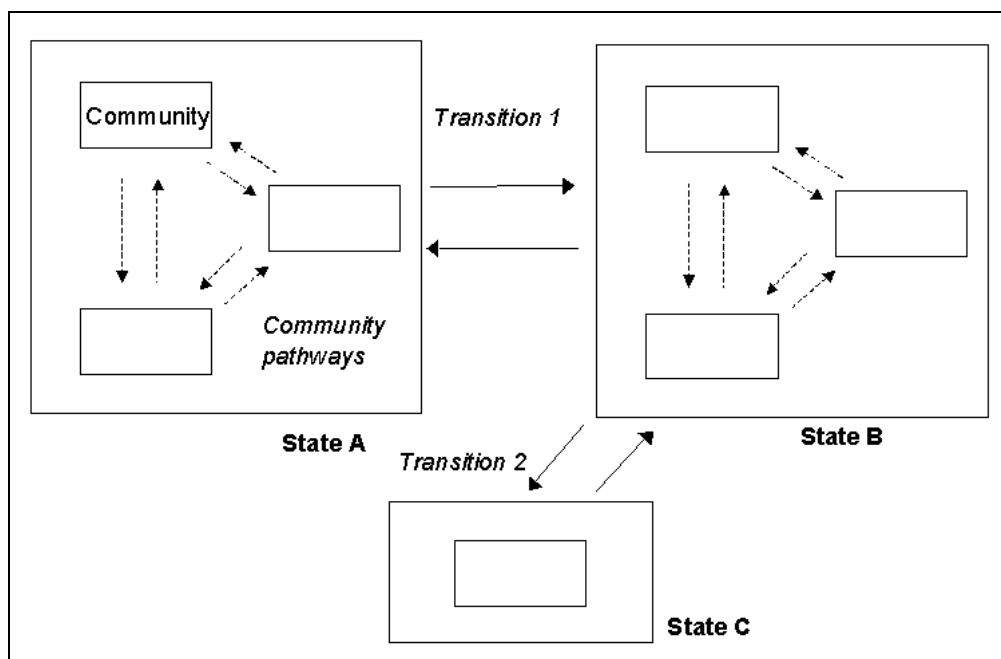 Community
Transition 1
Community
pathways
State A
State B
Transition 2
State C